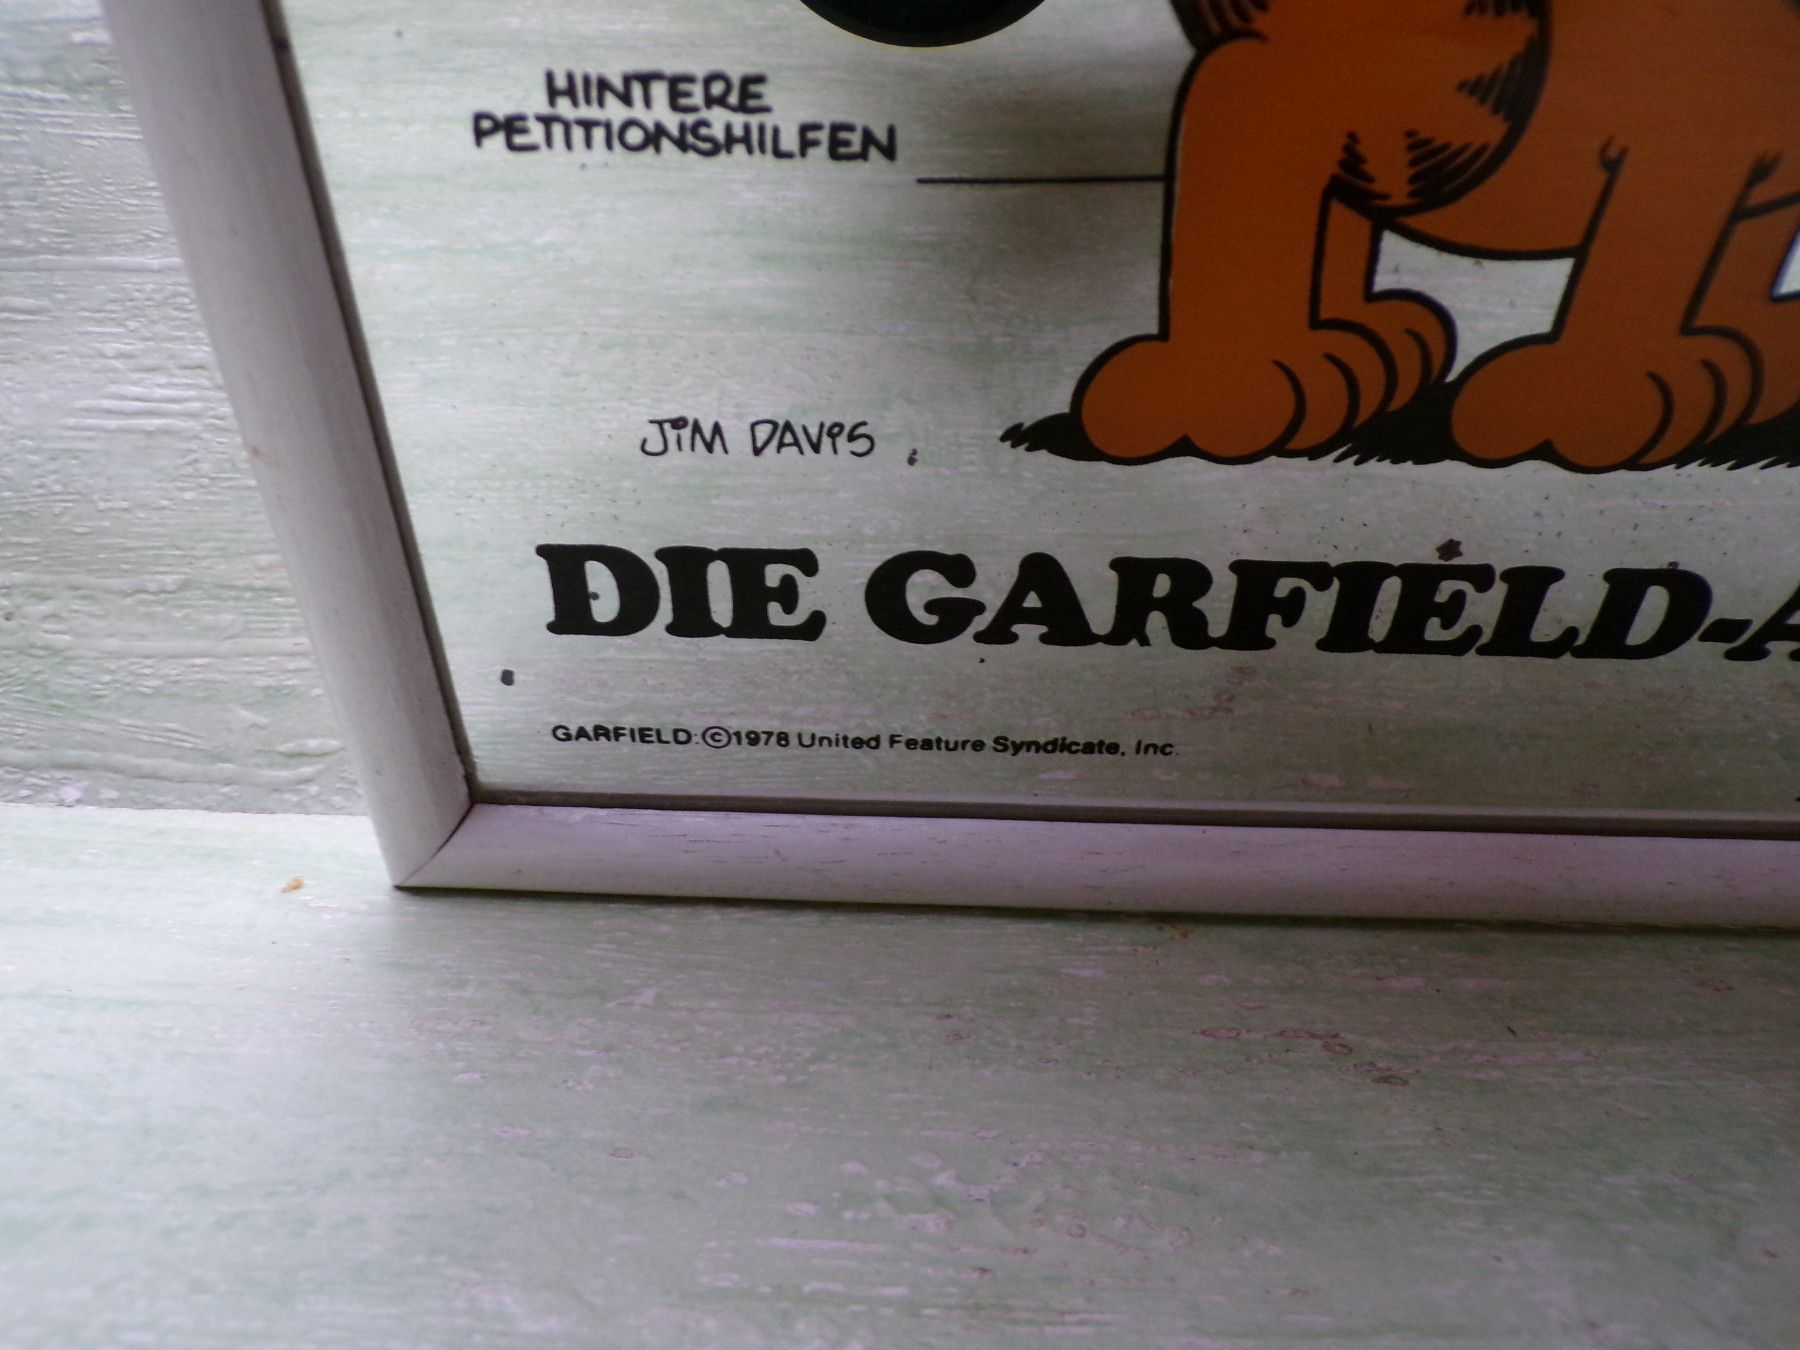 HINTERE
PETITIONSHILFEN
JIM DAVIS
DIE GARFIELD-A
GARFIELD: ©1978 United Feature Syndicate, Inc.